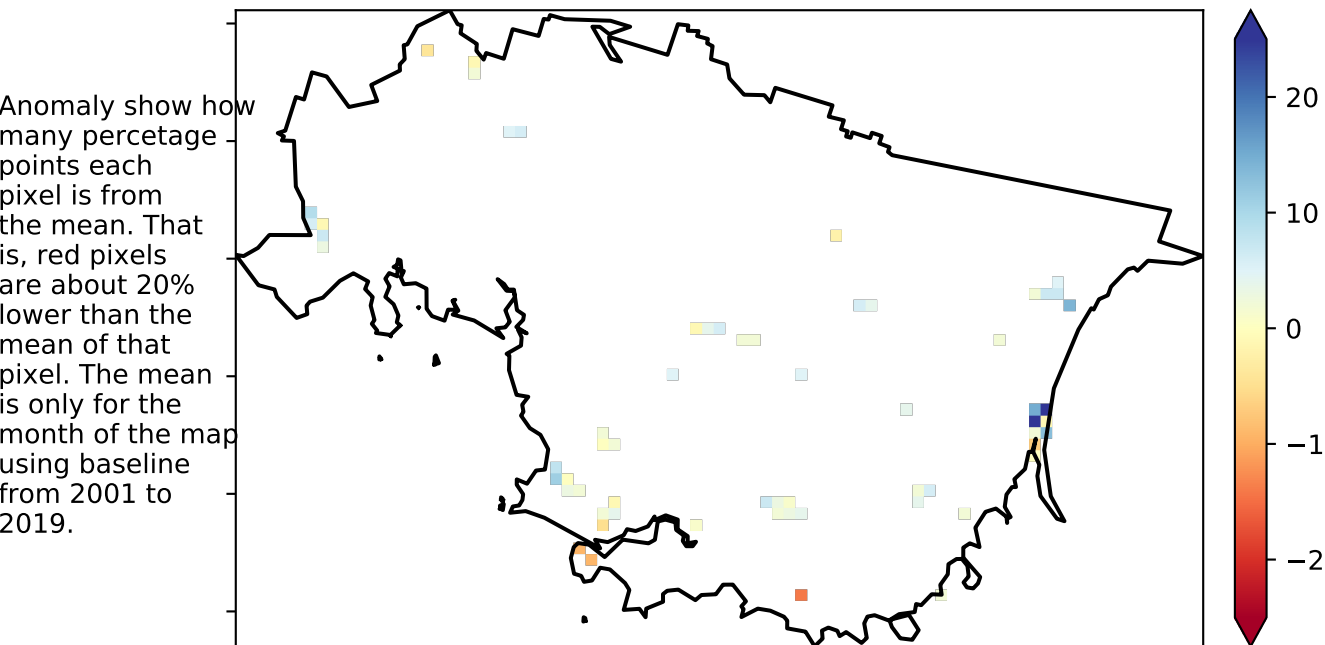 Anomaly show how
many percetage
points each
pixel is from
the mean. That
is, red pixels
are about 20%
lower than the
mean of that
pixel. The mean
is only for the
month of the map
using baseline
from 2001 to
2019.
20
10
0
−1
−2